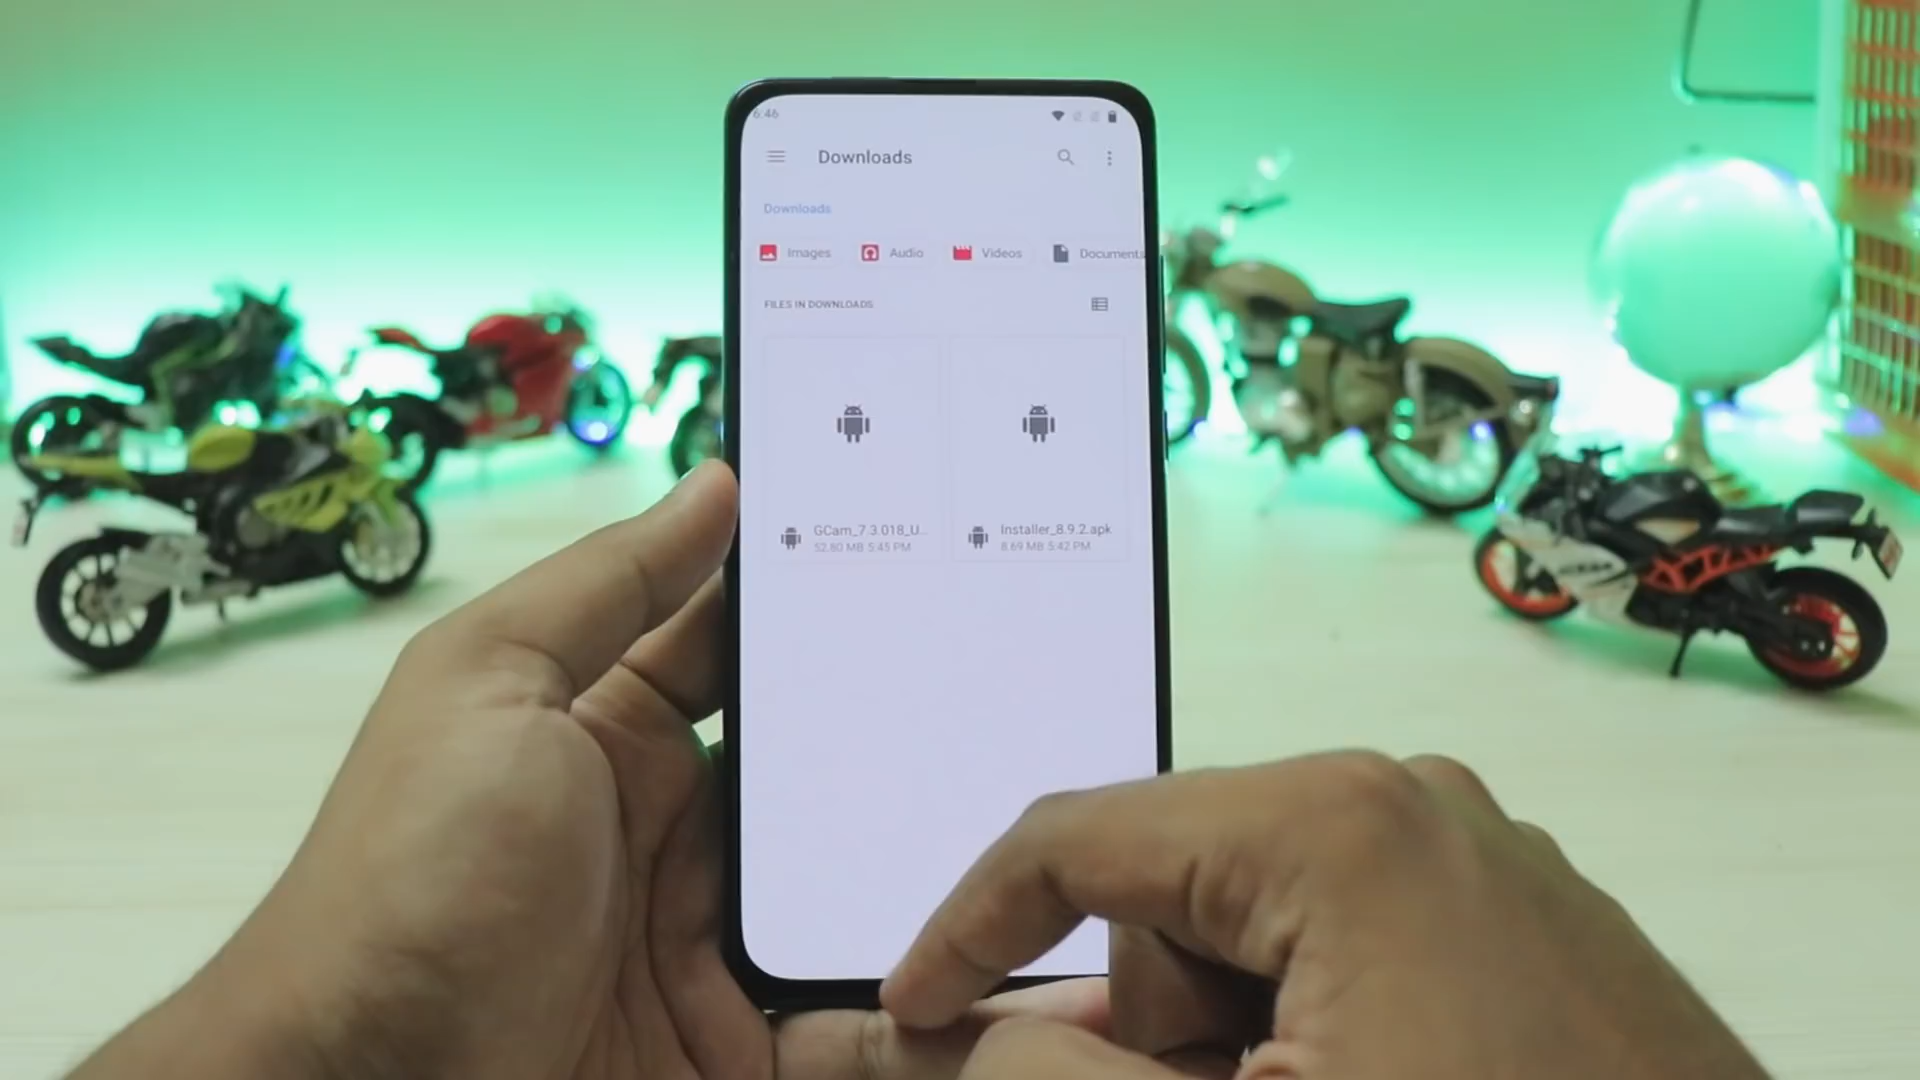 6:46
Downloads
Downloads
Images Audio Videos Documents
FILES IN DOWNLOADS
GCam_7.3.018_U... Installer_8.9.2.apk
52.80 MB 5:45 PM 8.69 MB 5:42 PM